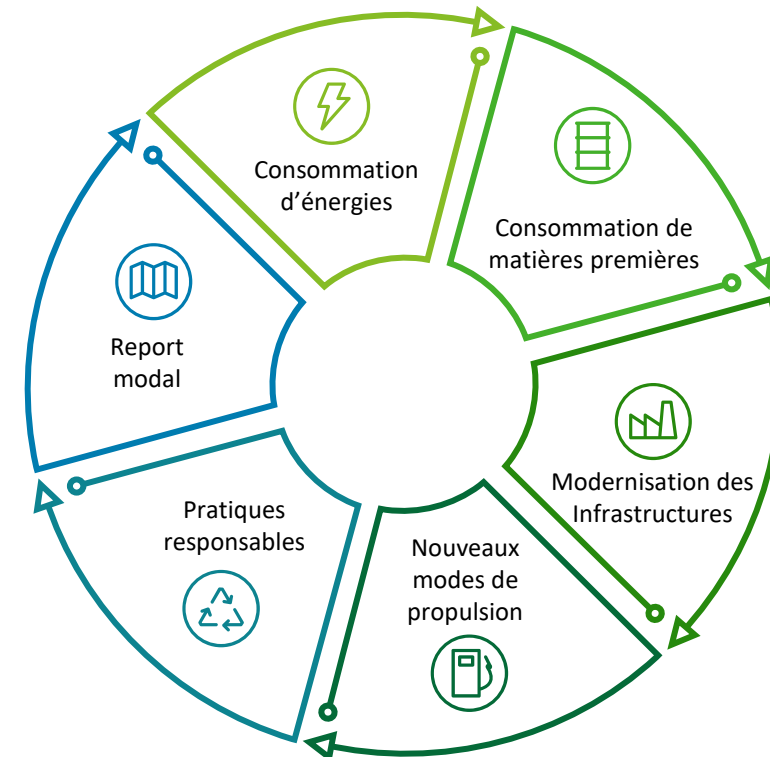 Consommation
d’énergies
Consommation de
matières premières
Modernisation des
Infrastructures
Nouveaux
modes de
propulsion
Pratiques
responsables
Report
modal